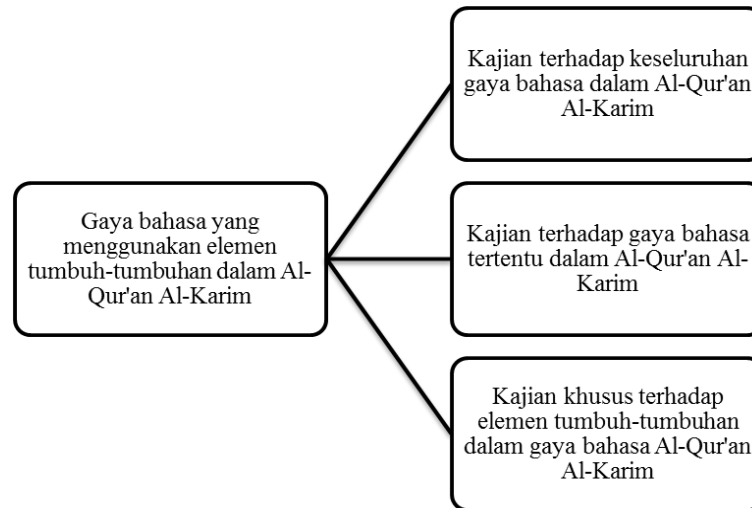 Gaya bahasa yang
menggunakan elemen
tumbuh-tumbuhan dalam Al-
Qur'an Al-Karim
Kajian terhadap keseluruhan
gaya bahasa dalam Al-Qur'an
Al-Karim
Kajian terhadap gaya bahasa
tertentu dalam Al-Qur'an Al-
Karim
Kajian khusus terhadap
elemen tumbuh-tumbuhan
dalam gaya bahasa Al-Qur'an
Al-Karim